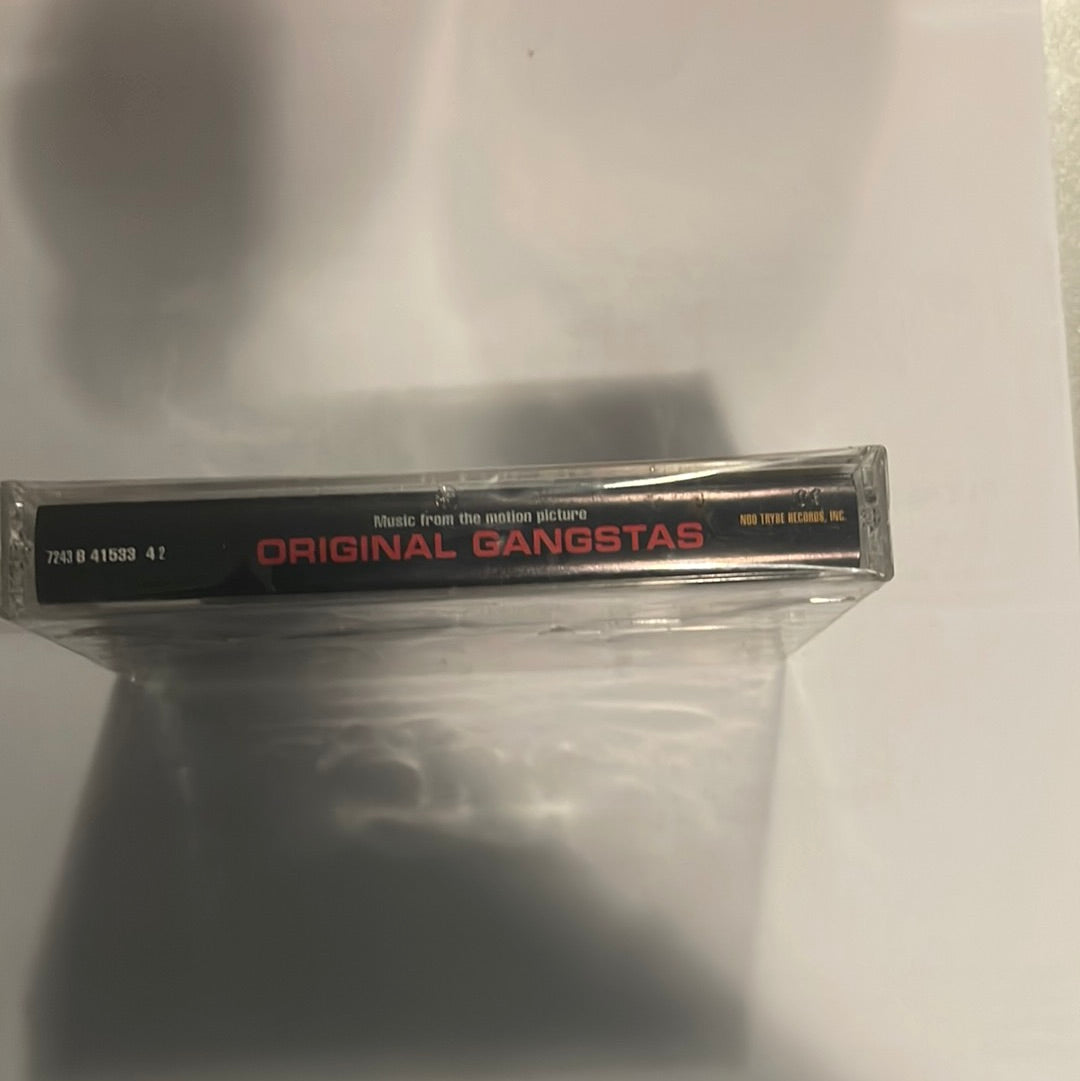 7243 8 41533 4 2
Music from the motion picture
ORIGINAL GANGSTAS
NOO TRYBE RECORDS, INC.